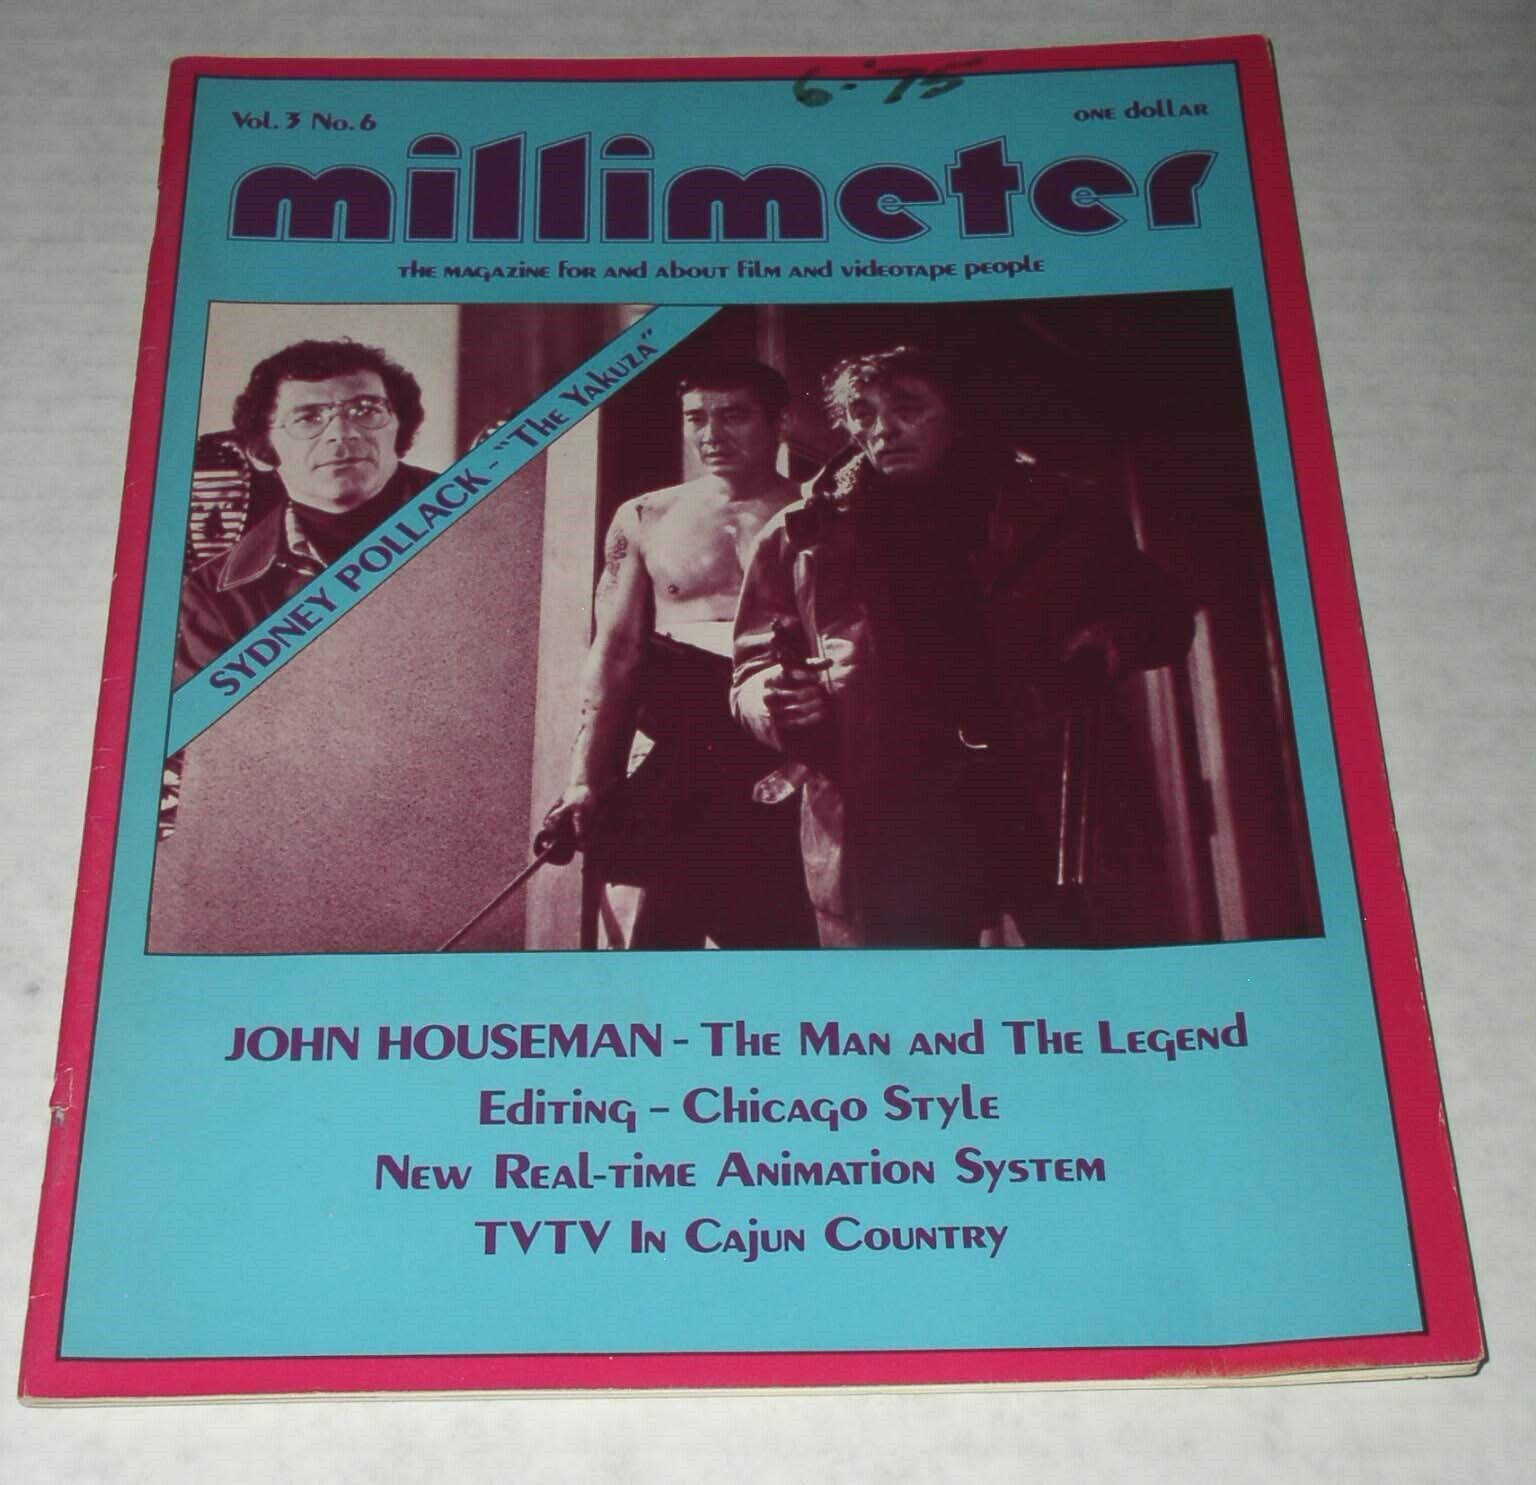 6-'75
Vol. 3 No. 6
ONE dollAR
millimeter
THE MAGAZINE FOR AND ABOUT FILM AND VIDEOTAPE PEOPLE
SYDNEY POLLACK - "THE YAKUZA"
JOHN HOUSEMAN - THE MAN AND THE LEGEND
EDITING - CHICAGO STYLE
NEW REAL-TIME ANIMATION SYSTEM
TVTV IN CAJUN COUNTRY